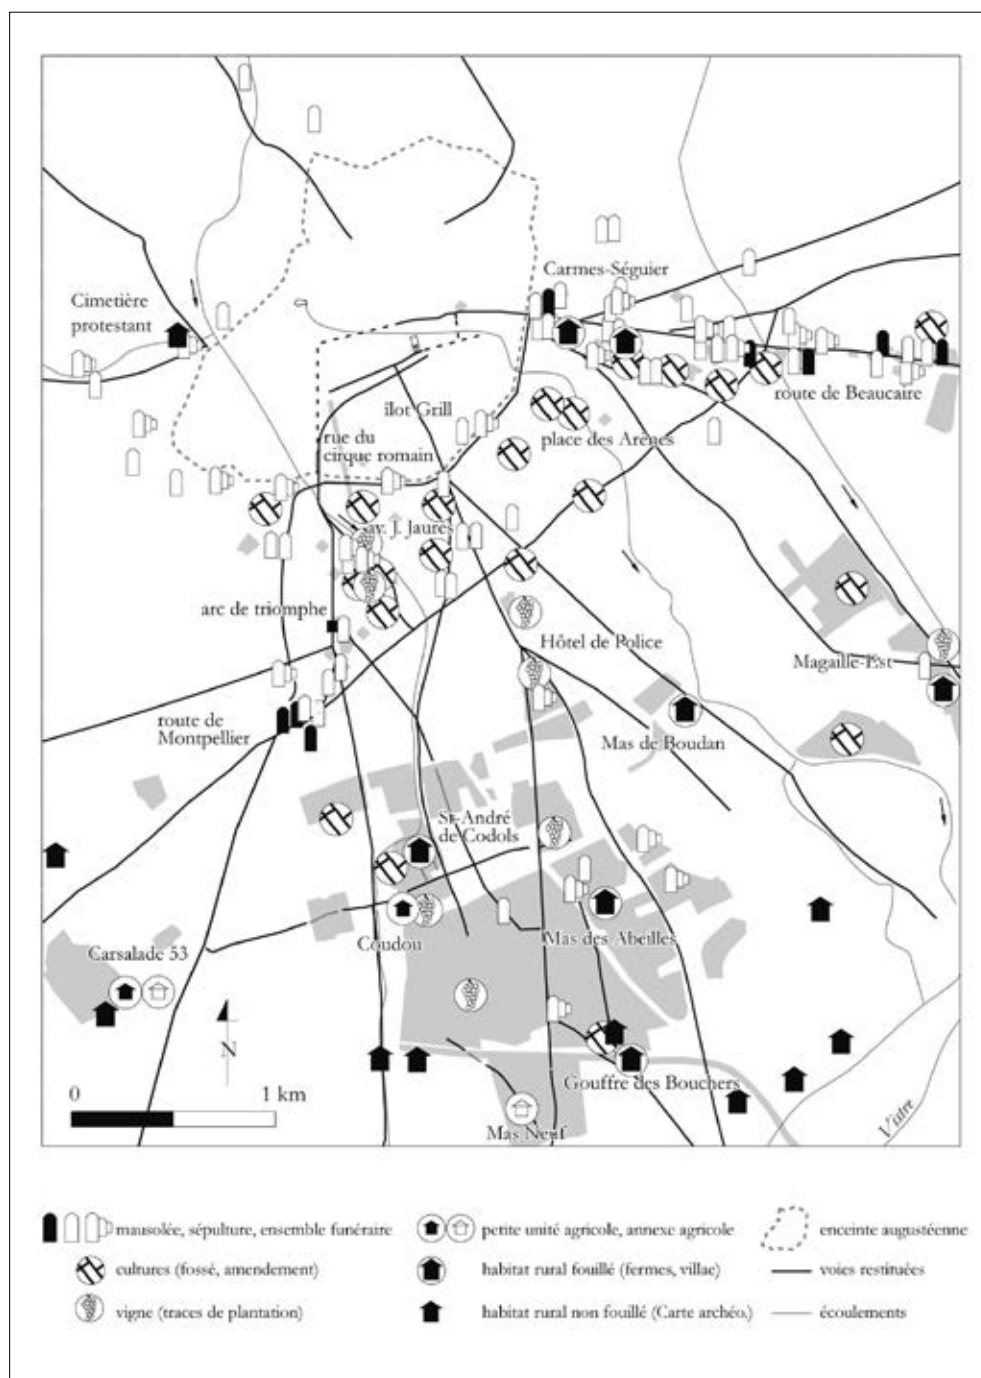 Carmes-Séguier
Cimetière
protestant
îlot Grill
route de Beaucaire
rue du
cirque romain
place des Arènes
av. J. Jaurès
arc de triomphe
Hôtel de Police
Magaille-Est
route de
Montpellier
Mas de Boudan
St-André
de Codols
Coudou
Mas des Abeilles
Carsalade 53
N
0 1 km
Gouffre des Bouchers
Mas Neuf
Vistre
mausolée, sépulture, ensemble funéraire
petite unité agricole, annexe agricole
enceinte augustéenne
cultures (fossé, amendement)
habitat rural fouillé (fermes, villae)
voies restituées
vigne (traces de plantation)
habitat rural non fouillé (Carte archéo.)
écoulements